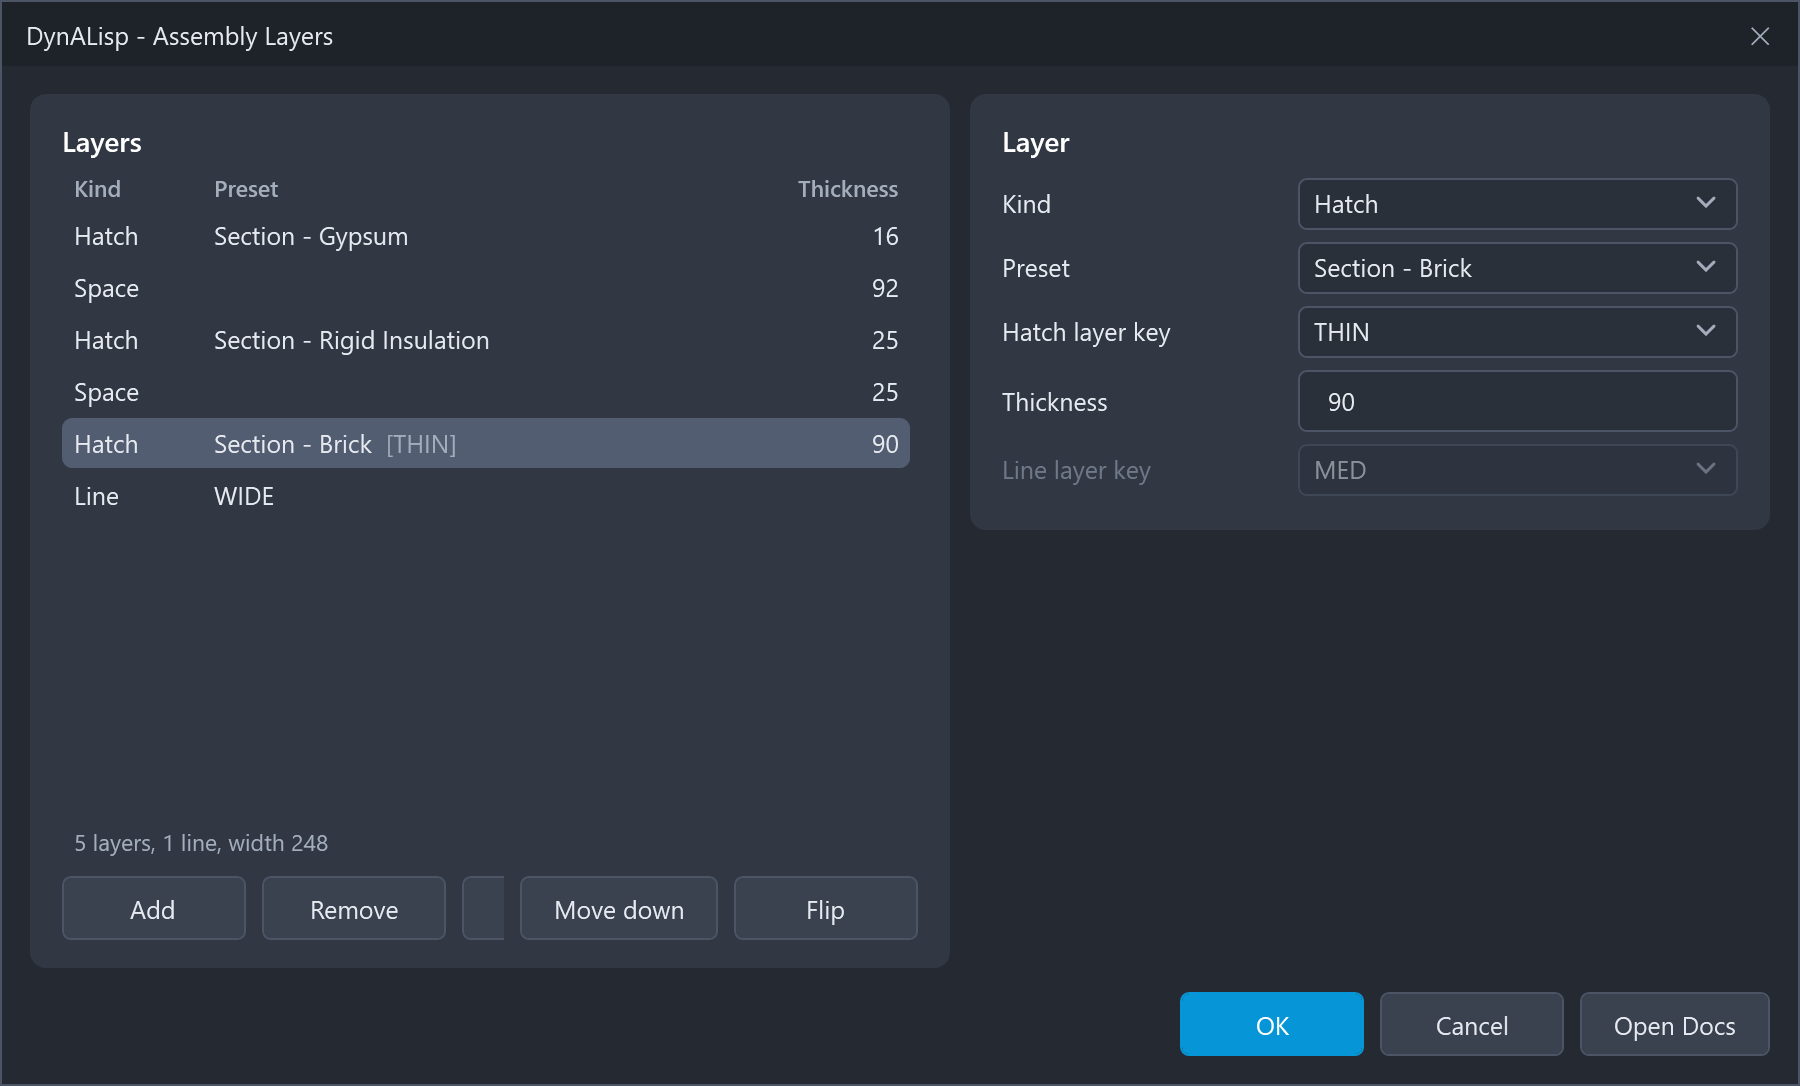 DynALisp - Assembly Layers
Layers
Kind Preset Thickness
Hatch Section - Gypsum 16
Space 92
Hatch Section - Rigid Insulation 25
Space 25
Hatch Section - Brick [THIN] 90
Line WIDE
5 layers, 1 line, width 248
Add Remove Move down Flip
Layer
Kind Hatch
Preset Section - Brick
Hatch layer key THIN
Thickness 90
Line layer key MED
OK Cancel Open Docs